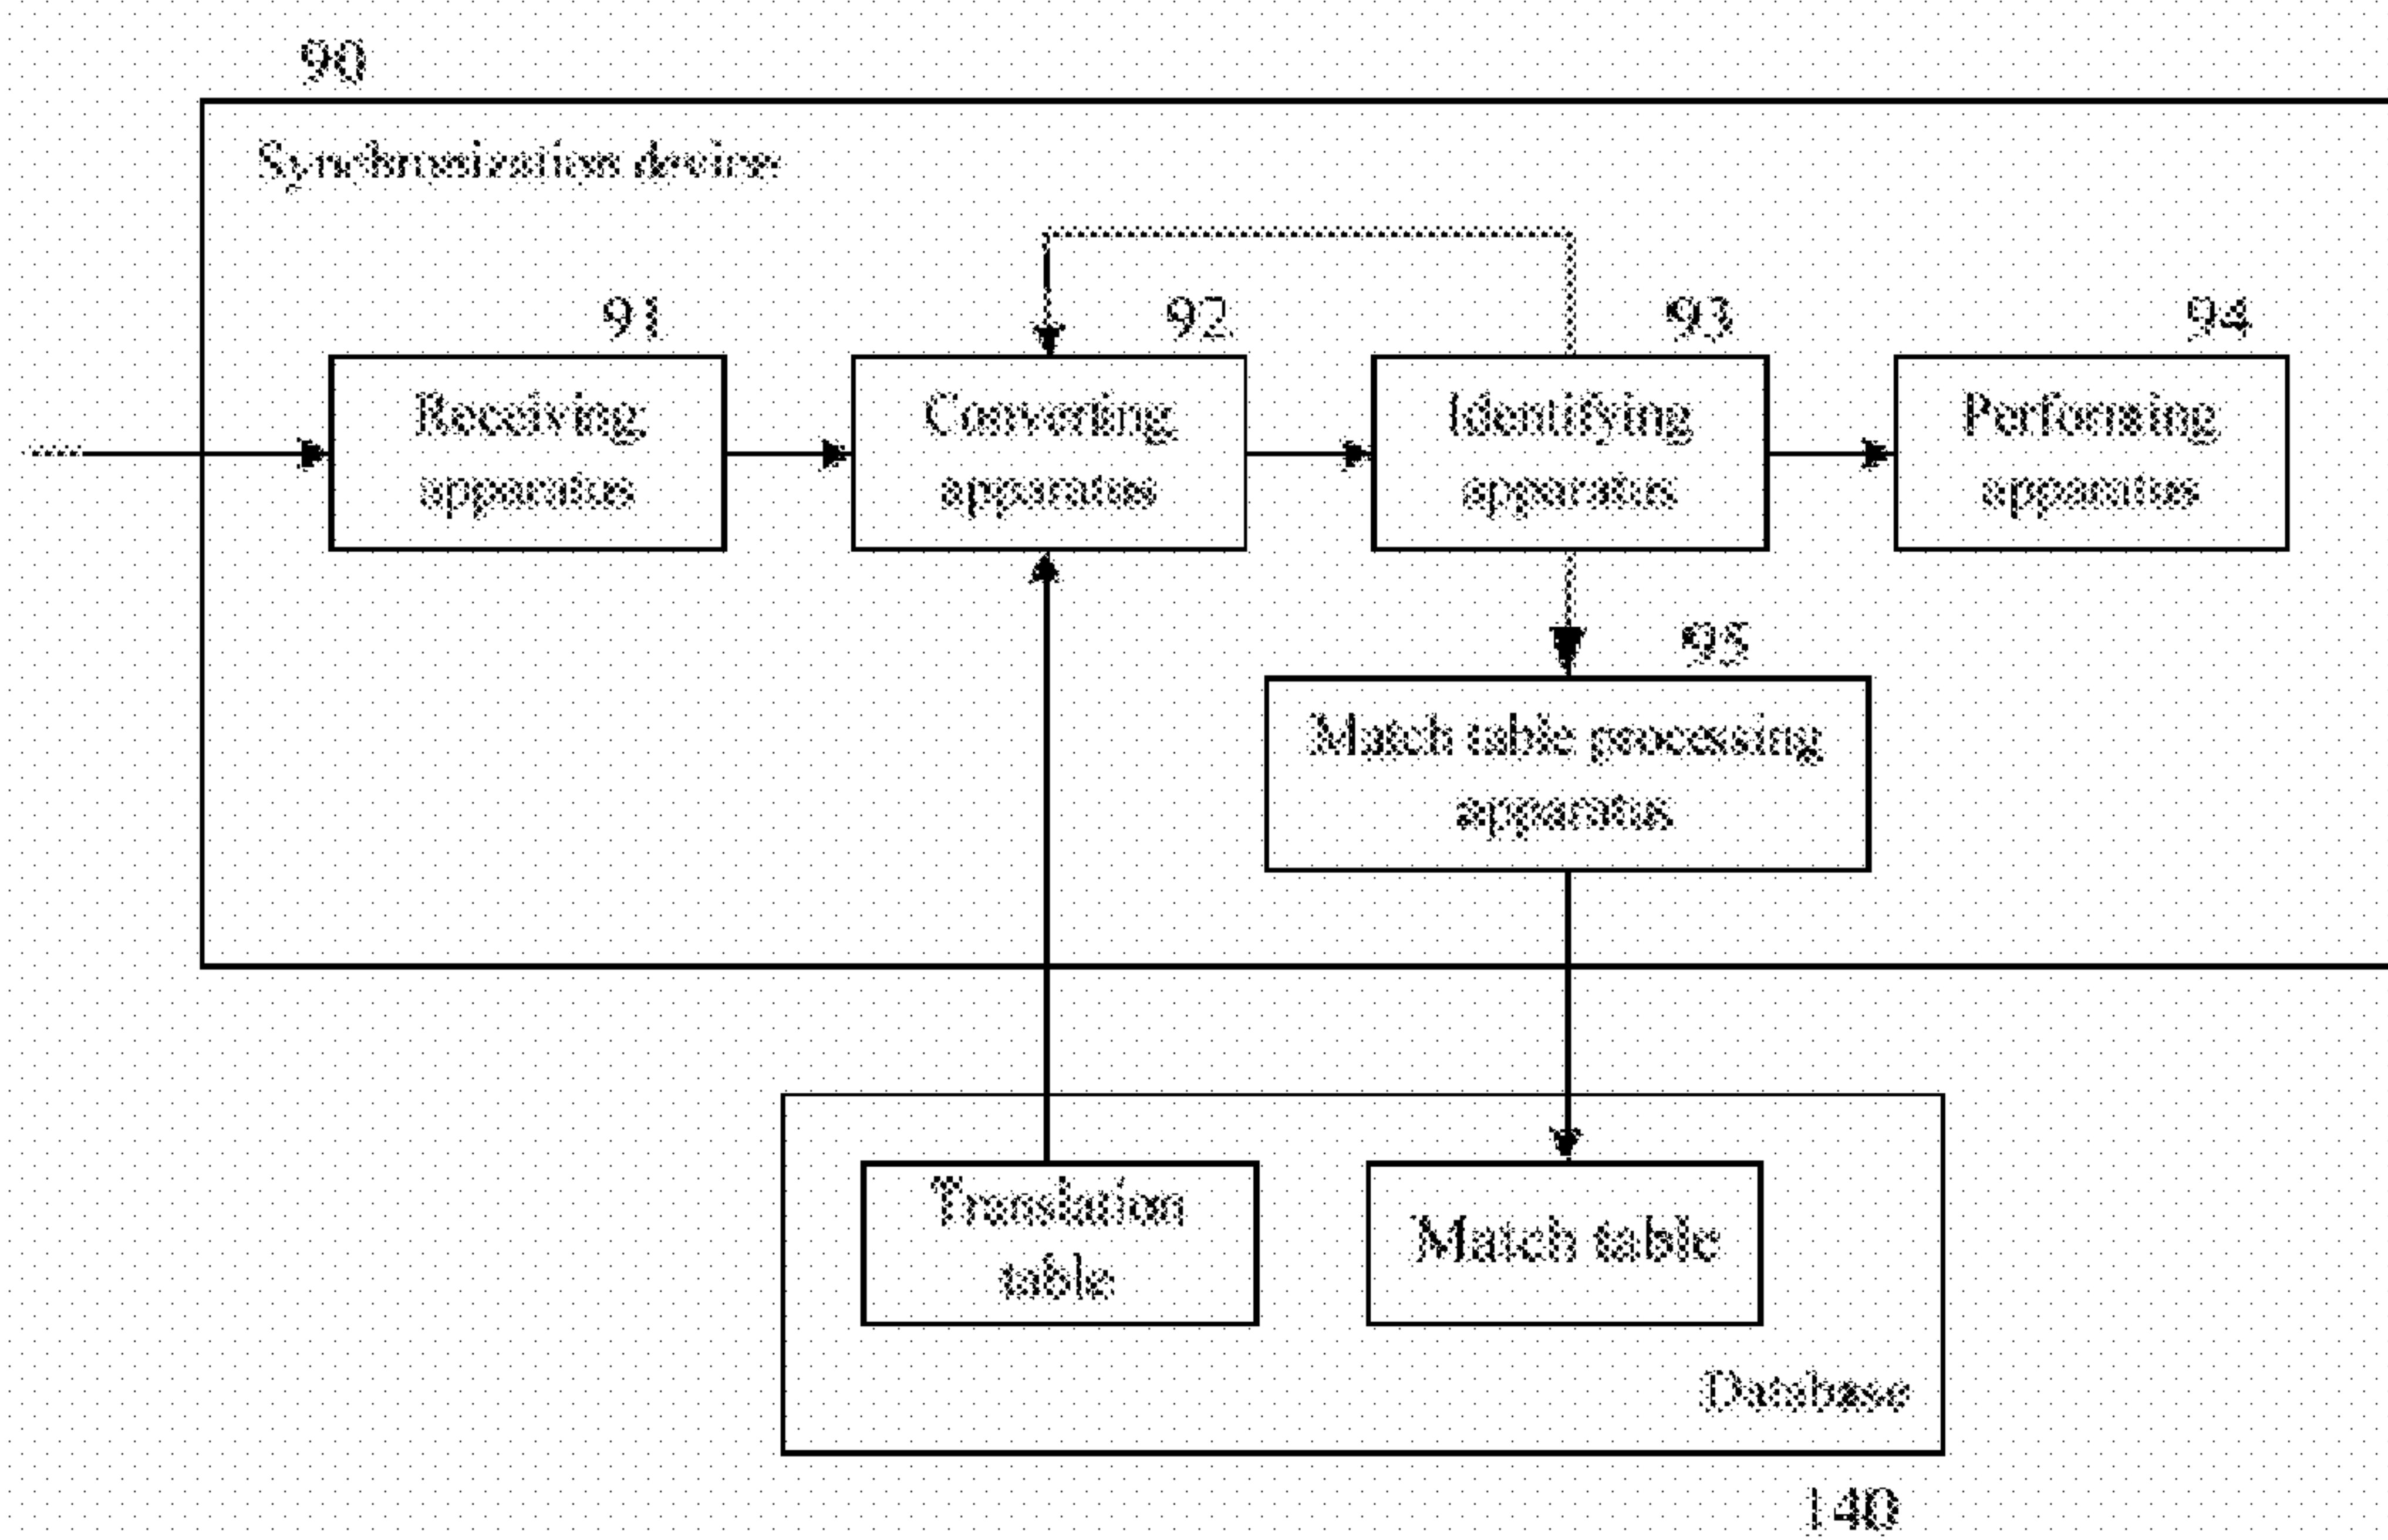 90
Synchronization device
91
92
93
94
Receiving
apparatus
Converting
apparatus
Identifying
apparatus
Performing
apparatus
95
Match table processing
apparatus
Translation
table
Match table
Database
140